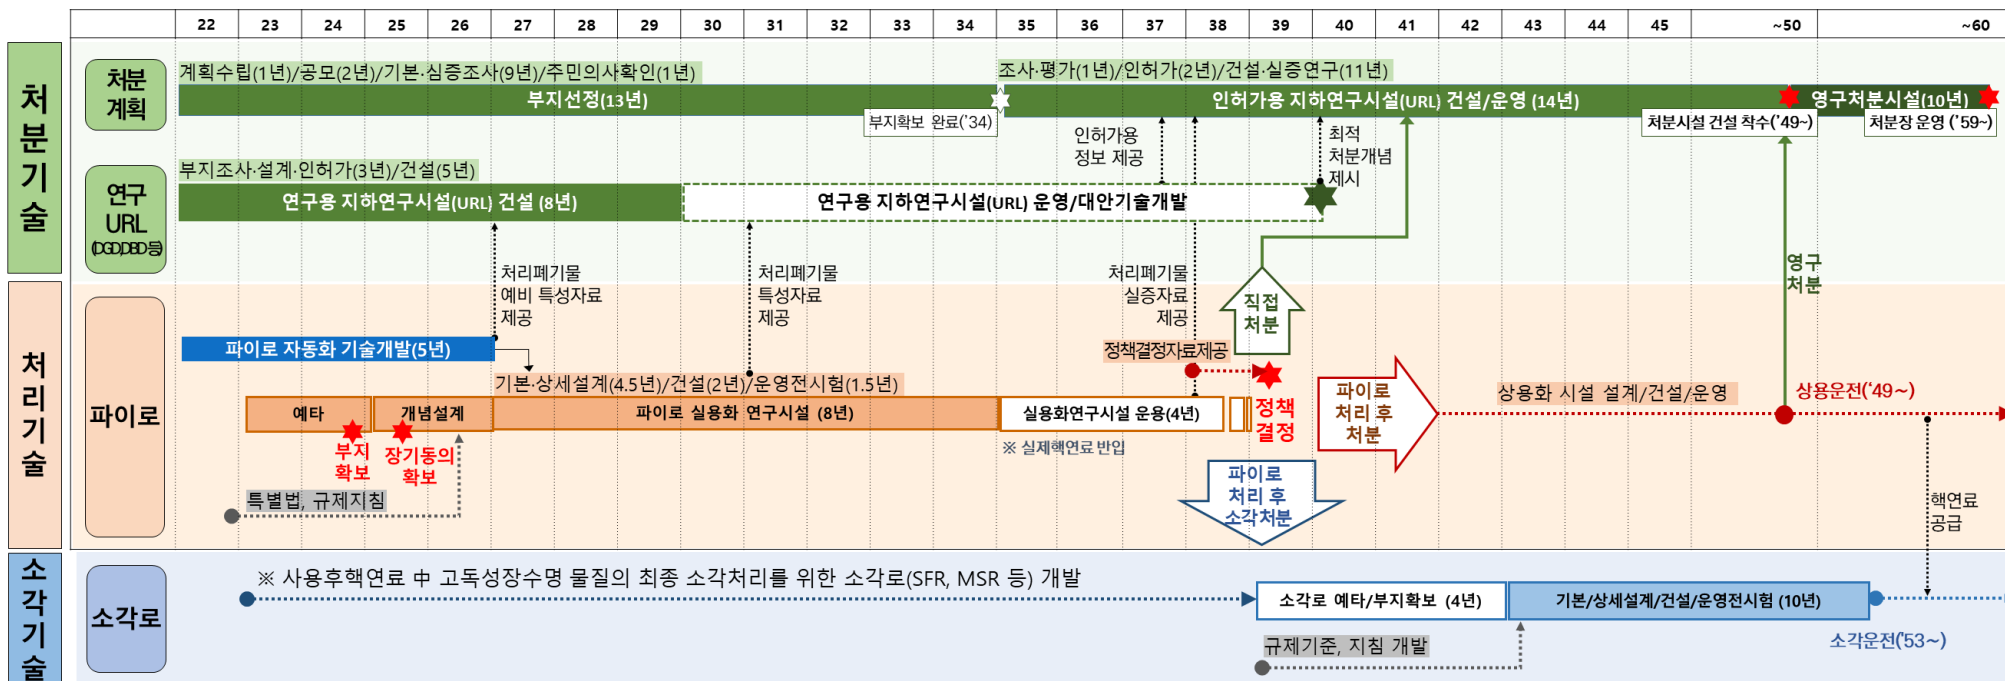 22 23 24 25 26 27 28 29 30 31 32 33 34 35 36 37 38 39 40 41 42 43 44 45 ~50 ~60
처분기술
처분
계획
계획수립(1년)/공모(2년)/기본·심층조사(9년)/주민의사확인(1년)
조사·평가(1년)/인허가(2년)/건설·실증연구(11년)
부지선정(13년)
인허가용 지하연구시설(URL) 건설/운영 (14년)
영구처분시설(10년)
부지확보 완료('34)
처분시설 건설 착수('49~)
처분장 운영 ('59~)
인허가용
정보 제공
최적
처분개념
제시
연구
URL
(DGD,DBD 등)
부지조사·설계·인허가(3년)/건설(5년)
연구용 지하연구시설(URL) 건설 (8년)
연구용 지하연구시설(URL) 운영/대안기술개발
처리폐기물
예비 특성자료
제공
처리폐기물
특성자료
제공
처리폐기물
실증자료
제공
직접
처분
영구
처분
처리기술
파이로
파이로 자동화 기술개발(5년)
정책결정자료제공
기본·상세설계(4.5년)/건설(2년)/운영전시험(1.5년)
예타
개념설계
파이로 실용화 연구시설 (8년)
실용화연구시설 운용(4년)
정책
결정
파이로
처리 후
처분
상용화 시설 설계/건설/운영
상용운전('49~)
부지
확보
장기동의
확보
※ 실제핵연료 반입
특별법, 규제지침
파이로
처리 후
소각처분
핵연료
공급
소각기술
소각로
※ 사용후핵연료 中 고독성장수명 물질의 최종 소각처리를 위한 소각로(SFR, MSR 등) 개발
소각로 예타/부지확보 (4년)
기본/상세설계/건설/운영전시험 (10년)
규제기준, 지침 개발
소각운전('53~)